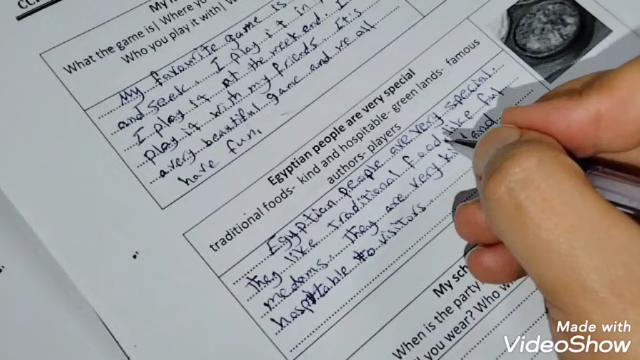 What the game is| Where you
Who you play it with| Wha
My favourite game is
and seek. I play it in
I play it at the weekend. I
play it with my friends. It is
a very beautiful game and we all
have fun.
Egyptian people are very special
traditional foods- kind and hospitable- green lands- famous
authors- players
Egyptian people are very special.
they like traditional food like ful
medams. they are very kind and
hospitable to visitors.
My sch
When is the party
you wear? Who w
Made with
VideoShow